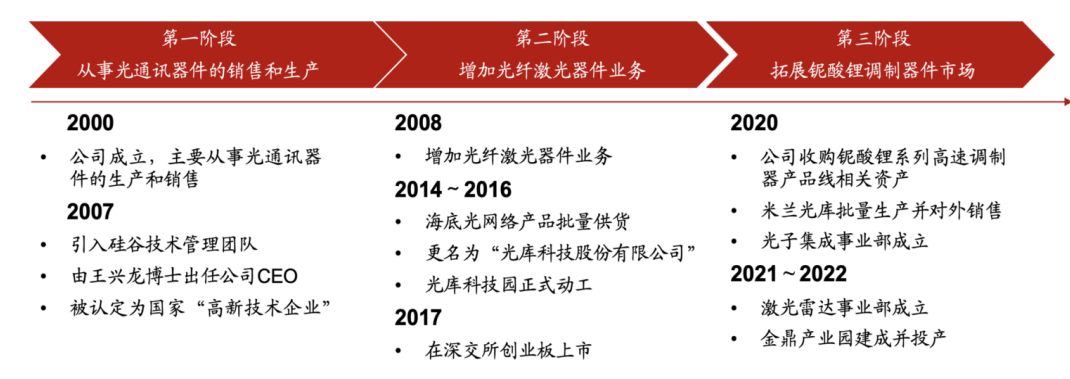 第一阶段
从事光通讯器件的销售和生产
第二阶段
增加光纤激光器件业务
第三阶段
拓展铌酸锂调制器件市场
2000
• 公司成立，主要从事光通讯器
件的生产和销售
2007
• 引入硅谷技术管理团队
• 由王兴龙博士出任公司CEO
• 被认定为国家“高新技术企业”
2008
• 增加光纤激光器件业务
2014～2016
• 海底光网络产品批量供货
• 更名为“光库科技股份有限公司”
• 光库科技园正式动工
2017
• 在深交所创业板上市
2020
• 公司收购铌酸锂系列高速调制
器产品线相关资产
• 米兰光库批量生产并对外销售
• 光子集成事业部成立
2021～2022
• 激光雷达事业部成立
• 金鼎产业园建成并投产